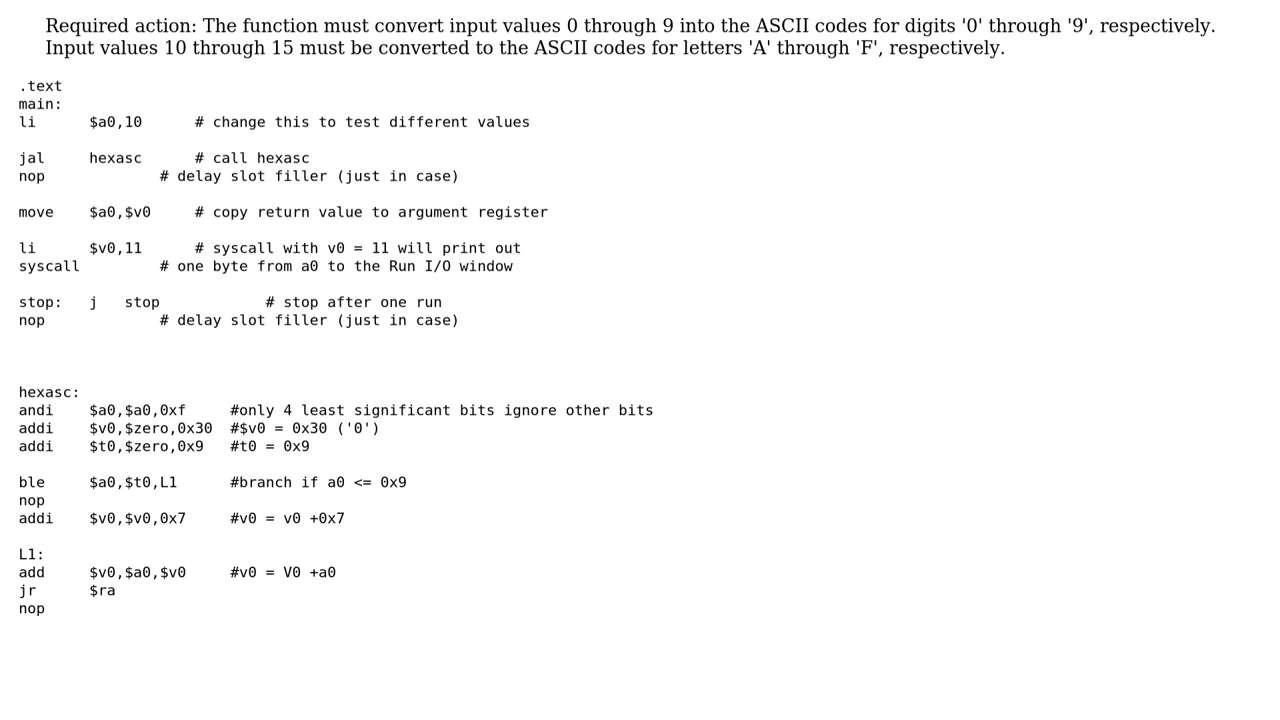 Required action: The function must convert input values 0 through 9 into the ASCII codes for digits '0' through '9', respectively.
Input values 10 through 15 must be converted to the ASCII codes for letters 'A' through 'F', respectively.
.text
main:
li      $a0,10      # change this to test different values
jal     hexasc      # call hexasc
nop             # delay slot filler (just in case)
move    $a0,$v0     # copy return value to argument register
li      $v0,11      # syscall with v0 = 11 will print out
syscall         # one byte from a0 to the Run I/O window
stop:   j   stop            # stop after one run
nop             # delay slot filler (just in case)
hexasc:
andi    $a0,$a0,0xf     #only 4 least significant bits ignore other bits
addi    $v0,$zero,0x30  #$v0 = 0x30 ('0')
addi    $t0,$zero,0x9   #t0 = 0x9
ble     $a0,$t0,L1      #branch if a0 <= 0x9
nop
addi    $v0,$v0,0x7     #v0 = v0 +0x7
L1:
add     $v0,$a0,$v0     #v0 = V0 +a0
jr      $ra
nop